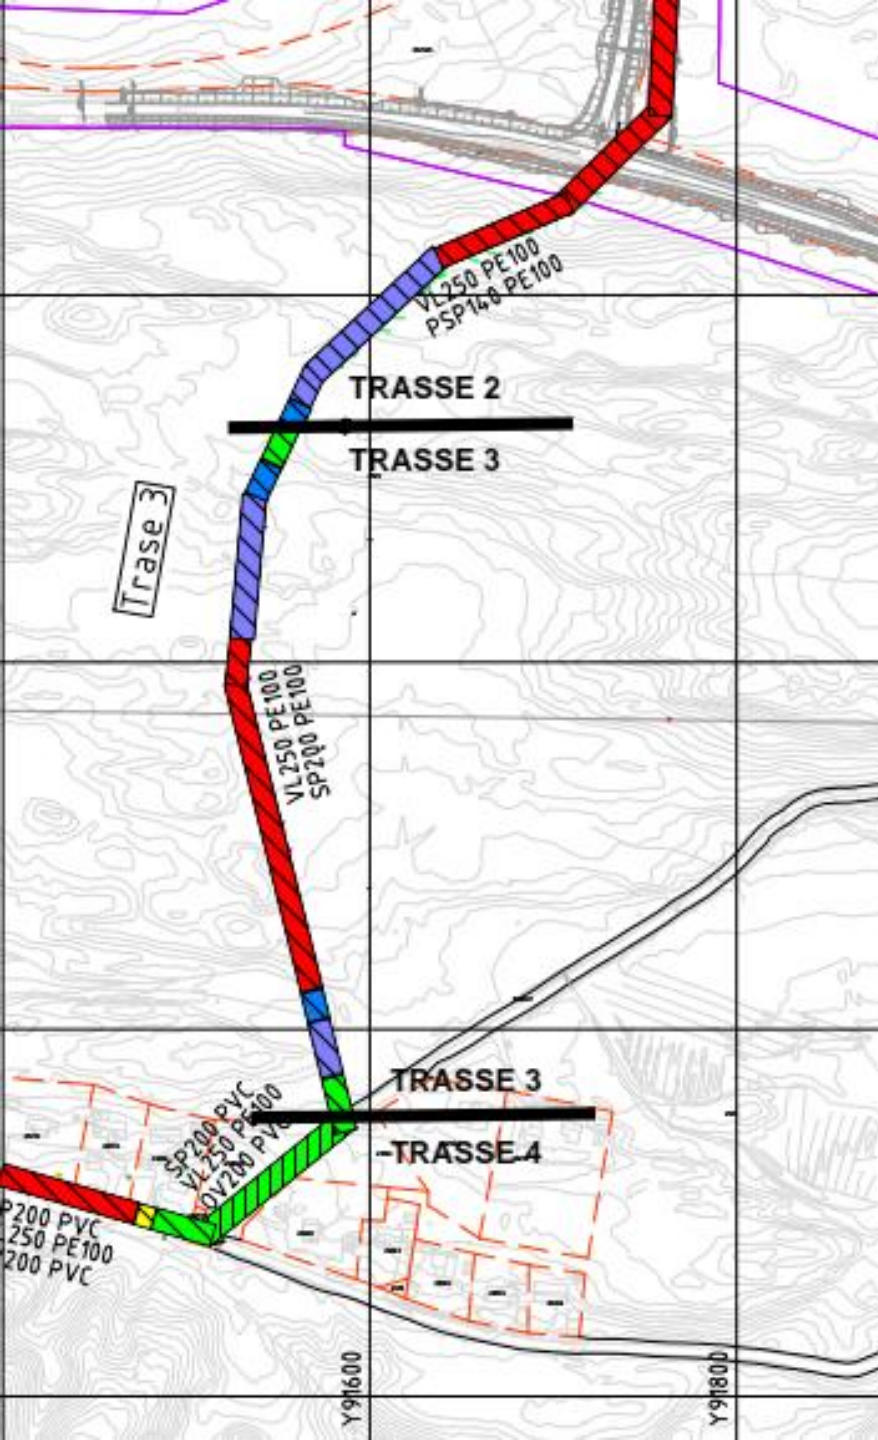 VL250 PE100
PSP140 PE100
TRASSE 2
TRASSE 3
Trase 3
VL250 PE100
SP200 PE100
TRASSE 3
TRASSE 4
SP200 PVC
VL250 PE100
OV200 PVC
P200 PVC
250 PE100
200 PVC
Y91600
Y91800